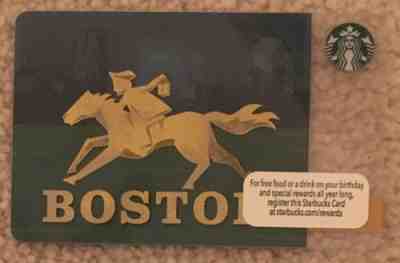 BOSTO
For free food or a drink on your birthday
and special rewards all year long,
register this Starbucks Card
at starbucks.com/rewards